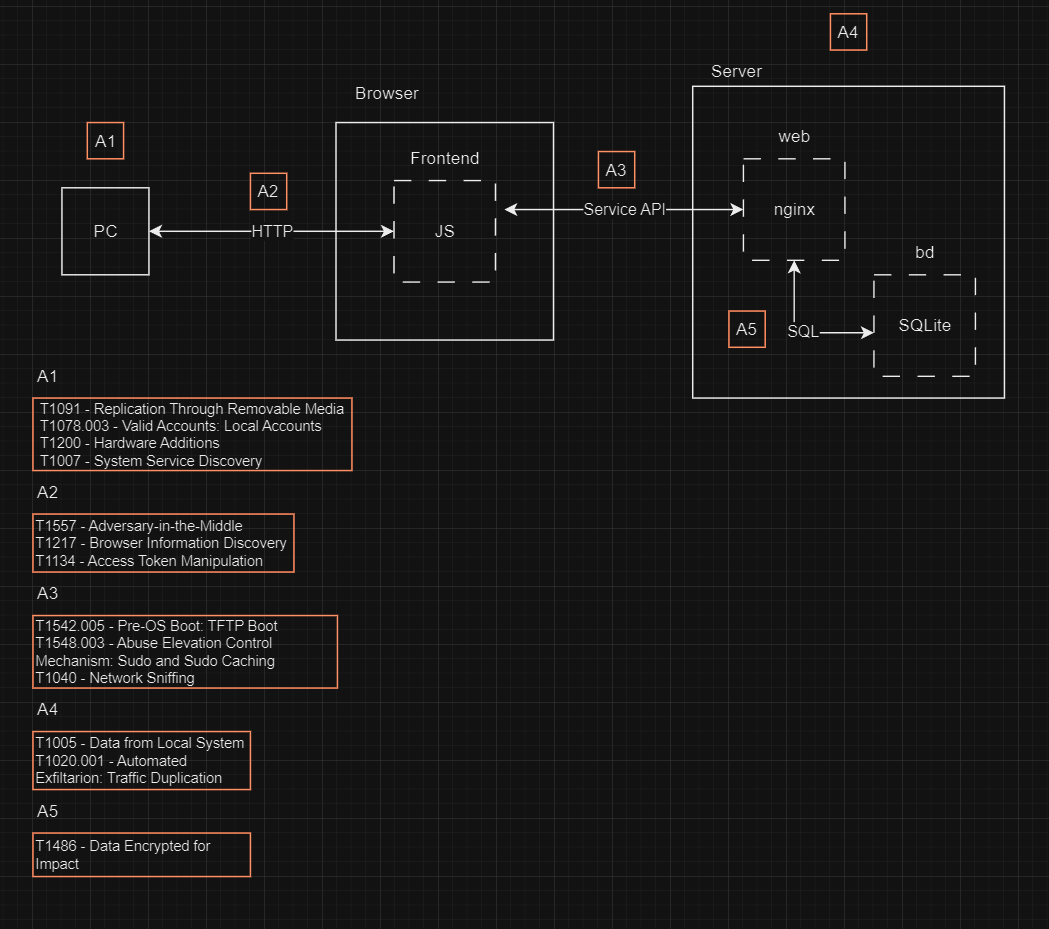 A4
Server
Browser
web
A1
Frontend
A3
A2
PC
HTTP
JS
Service API
nginx
bd
A5
SQL
SQLite
A1
T1091 - Replication Through Removable Media
T1078.003 - Valid Accounts: Local Accounts
T1200 - Hardware Additions
T1007 - System Service Discovery
A2
T1557 - Adversary-in-the-Middle
T1217 - Browser Information Discovery
T1134 - Access Token Manipulation
A3
T1542.005 - Pre-OS Boot: TFTP Boot
T1548.003 - Abuse Elevation Control
Mechanism: Sudo and Sudo Caching
T1040 - Network Sniffing
A4
T1005 - Data from Local System
T1020.001 - Automated
Exfiltarion: Traffic Duplication
A5
T1486 - Data Encrypted for
Impact